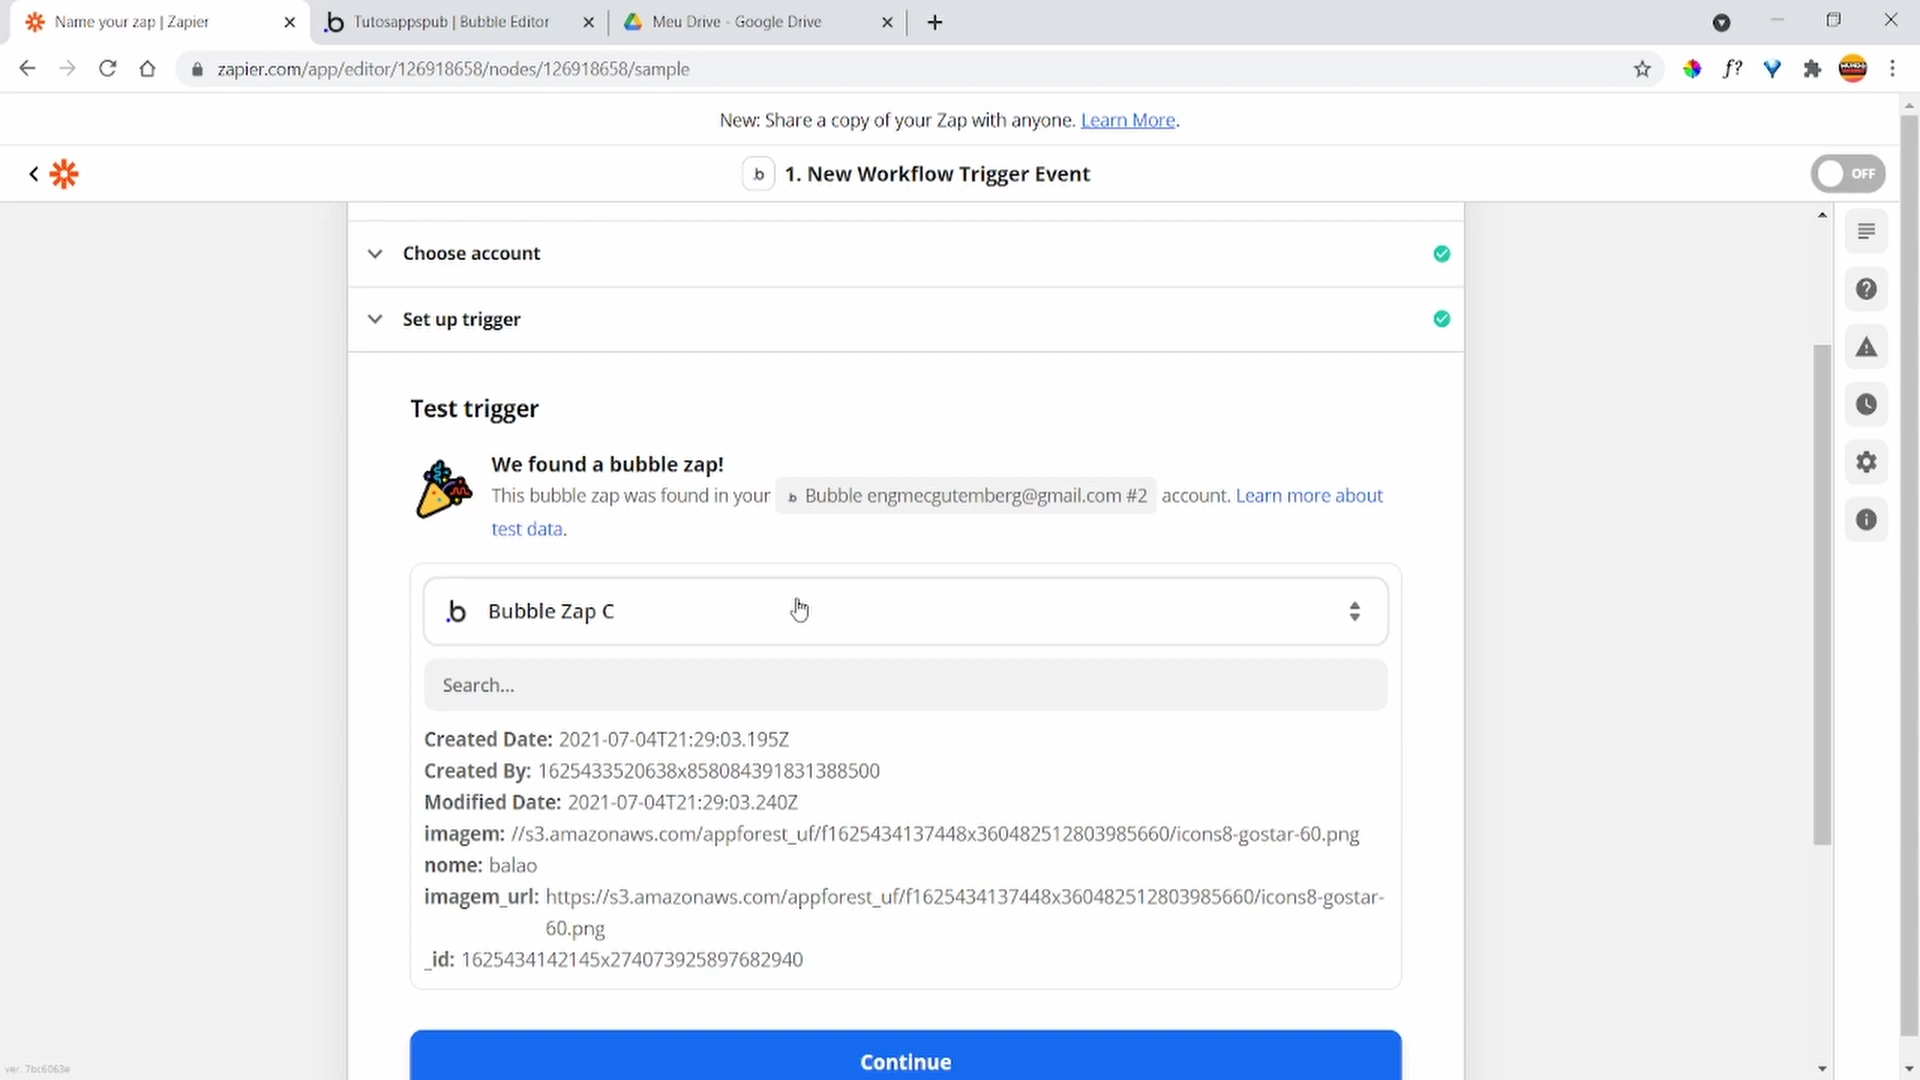 Name your zap | Zapier
Tutosappspub | Bubble Editor
Meu Drive - Google Drive
zapier.com/app/editor/126918658/nodes/126918658/sample
f?
New: Share a copy of your Zap with anyone. Learn More.
b 1. New Workflow Trigger Event
OFF
Choose account
Set up trigger
Test trigger
We found a bubble zap!
This bubble zap was found in your b Bubble engmecgutemberg@gmail.com #2 account. Learn more about
test data.
.b Bubble Zap C
Search...
Created Date: 2021-07-04T21:29:03.195Z
Created By: 1625433520638x858084391831388500
Modified Date: 2021-07-04T21:29:03.240Z
imagem: //s3.amazonaws.com/appforest_uf/f1625434137448x360482512803985660/icons8-gostar-60.png
nome: balao
imagem_url: https://s3.amazonaws.com/appforest_uf/f1625434137448x360482512803985660/icons8-gostar-
60.png
_id: 1625434142145x274073925897682940
Continue
ver. 7bc6063e